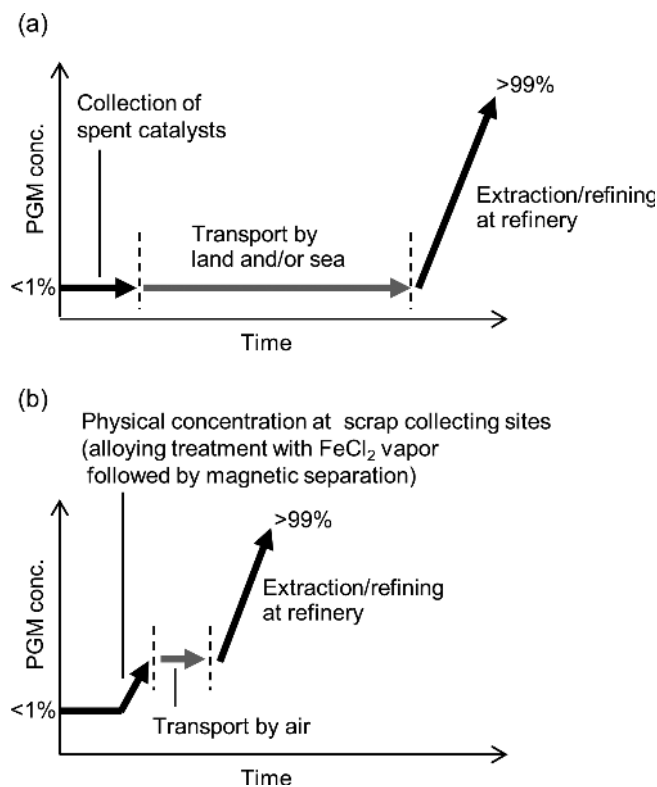 (a)
Collection of
spent catalysts
>99%
PGM conc.
Extraction/refining
at refinery
Transport by
land and/or sea
<1%
Time
(b)
Physical concentration at scrap collecting sites
(alloying treatment with FeCl₂ vapor
followed by magnetic separation)
>99%
PGM conc.
Extraction/refining
at refinery
<1%
Transport by air
Time